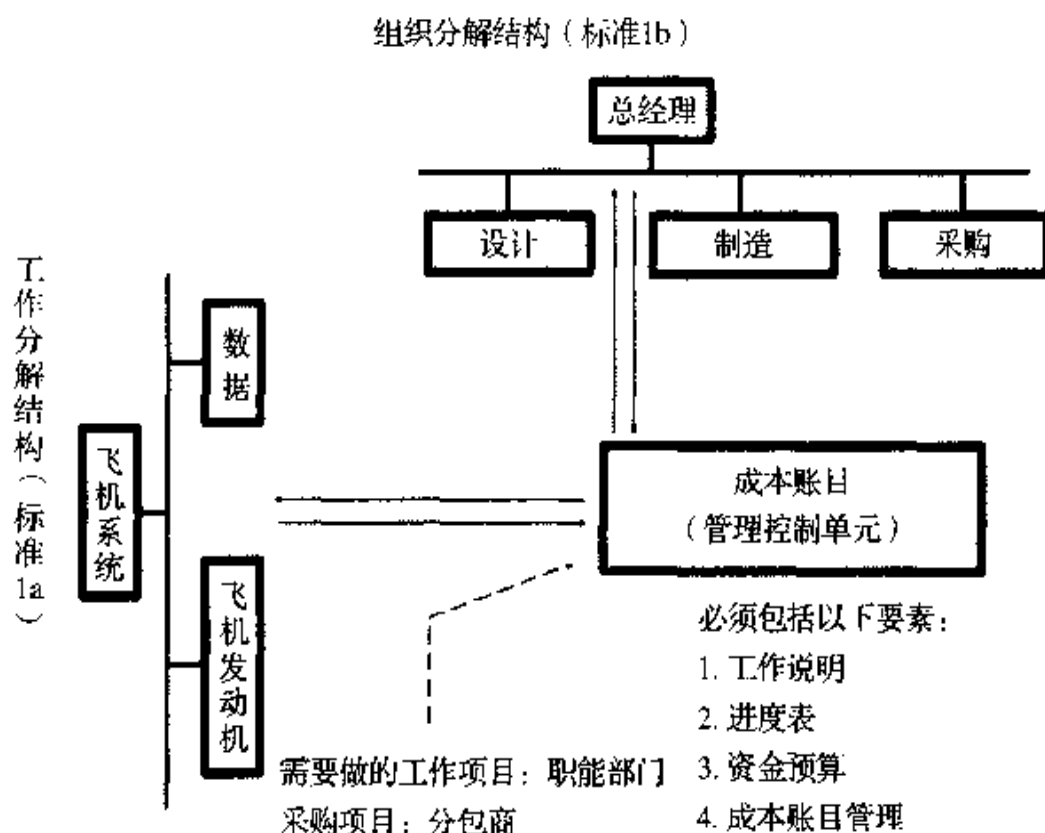 组织分解结构（标准1b）
总经理
设计
制造
采购
工作分解结构（标准1a）
数据
飞机系统
飞机发动机
成本账目
（管理控制单元）
必须包括以下要素：
1. 工作说明
2. 进度表
3. 资金预算
4. 成本账目管理
需要做的工作项目：职能部门
采购项目：分包商